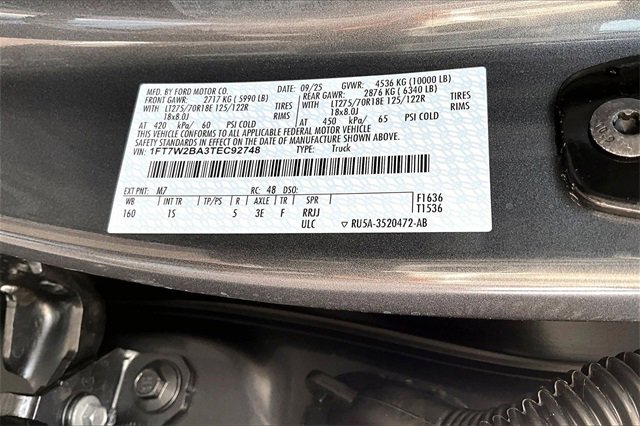 MFD. BY FORD MOTOR CO. DATE: 09/25 GVWR: 4536 KG (10000 LB)
FRONT GAWR: 2717 KG (5990 LB) REAR GAWR: 2876 KG (6340 LB)
WITH LT275/70R18E 125/122R TIRES WITH LT275/70R18E 125/122R TIRES
18x8.0J RIMS 18x8.0J RIMS
AT 420 kPa/ 60 PSI COLD AT 450 kPa/ 65 PSI COLD
THIS VEHICLE CONFORMS TO ALL APPLICABLE FEDERAL MOTOR VEHICLE
SAFETY STANDARDS IN EFFECT ON THE DATE OF MANUFACTURE SHOWN ABOVE.
VIN: 1FT7W2BA3TEC92748 TYPE: Truck
EXT PNT: M7 RC: 48 DSO:
WB INT TR TP/PS R AXLE TR SPR F1636
160 1S 5 3E F RRJJ T1536
ULC RU5A-3520472-AB